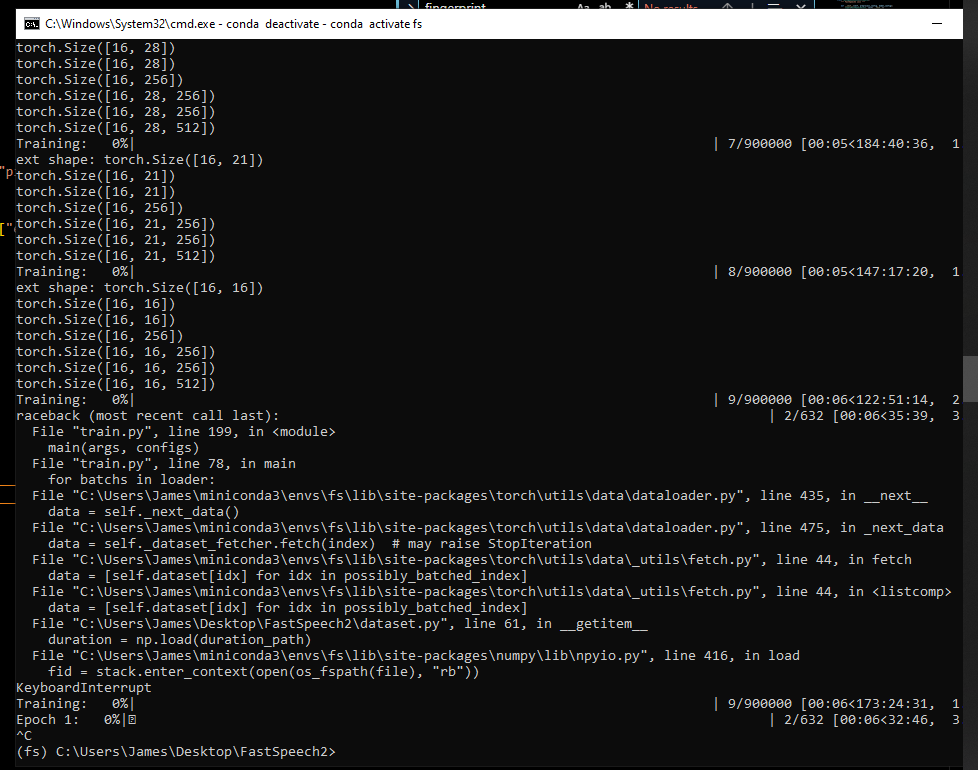 fingerprint Aa ab * No results
C:\Windows\System32\cmd.exe - conda deactivate - conda activate fs
torch.Size([16, 28])
torch.Size([16, 28])
torch.Size([16, 256])
torch.Size([16, 28, 256])
torch.Size([16, 28, 256])
torch.Size([16, 28, 512])
Training:   0%| | 7/900000 [00:05<184:40:36,  1
ext shape: torch.Size([16, 21])
torch.Size([16, 21])
torch.Size([16, 21])
torch.Size([16, 256])
torch.Size([16, 21, 256])
torch.Size([16, 21, 256])
torch.Size([16, 21, 512])
Training:   0%| | 8/900000 [00:05<147:17:20,  1
ext shape: torch.Size([16, 16])
torch.Size([16, 16])
torch.Size([16, 16])
torch.Size([16, 256])
torch.Size([16, 16, 256])
torch.Size([16, 16, 256])
torch.Size([16, 16, 512])
Training:   0%| | 9/900000 [00:06<122:51:14,  2
raceback (most recent call last): | 2/632 [00:06<35:39,  3
  File "train.py", line 199, in <module>
    main(args, configs)
  File "train.py", line 78, in main
    for batchs in loader:
  File "C:\Users\James\miniconda3\envs\fs\lib\site-packages\torch\utils\data\dataloader.py", line 435, in __next__
    data = self._next_data()
  File "C:\Users\James\miniconda3\envs\fs\lib\site-packages\torch\utils\data\dataloader.py", line 475, in _next_data
    data = self._dataset_fetcher.fetch(index)  # may raise StopIteration
  File "C:\Users\James\miniconda3\envs\fs\lib\site-packages\torch\utils\data\_utils\fetch.py", line 44, in fetch
    data = [self.dataset[idx] for idx in possibly_batched_index]
  File "C:\Users\James\miniconda3\envs\fs\lib\site-packages\torch\utils\data\_utils\fetch.py", line 44, in <listcomp>
    data = [self.dataset[idx] for idx in possibly_batched_index]
  File "C:\Users\James\Desktop\FastSpeech2\dataset.py", line 61, in __getitem__
    duration = np.load(duration_path)
  File "C:\Users\James\miniconda3\envs\fs\lib\site-packages\numpy\lib\npyio.py", line 416, in load
    fid = stack.enter_context(open(os_fspath(file), "rb"))
KeyboardInterrupt
Training:   0%| | 9/900000 [00:06<173:24:31,  1
Epoch 1:   0%| | 2/632 [00:06<32:46,  3
^C
(fs) C:\Users\James\Desktop\FastSpeech2>